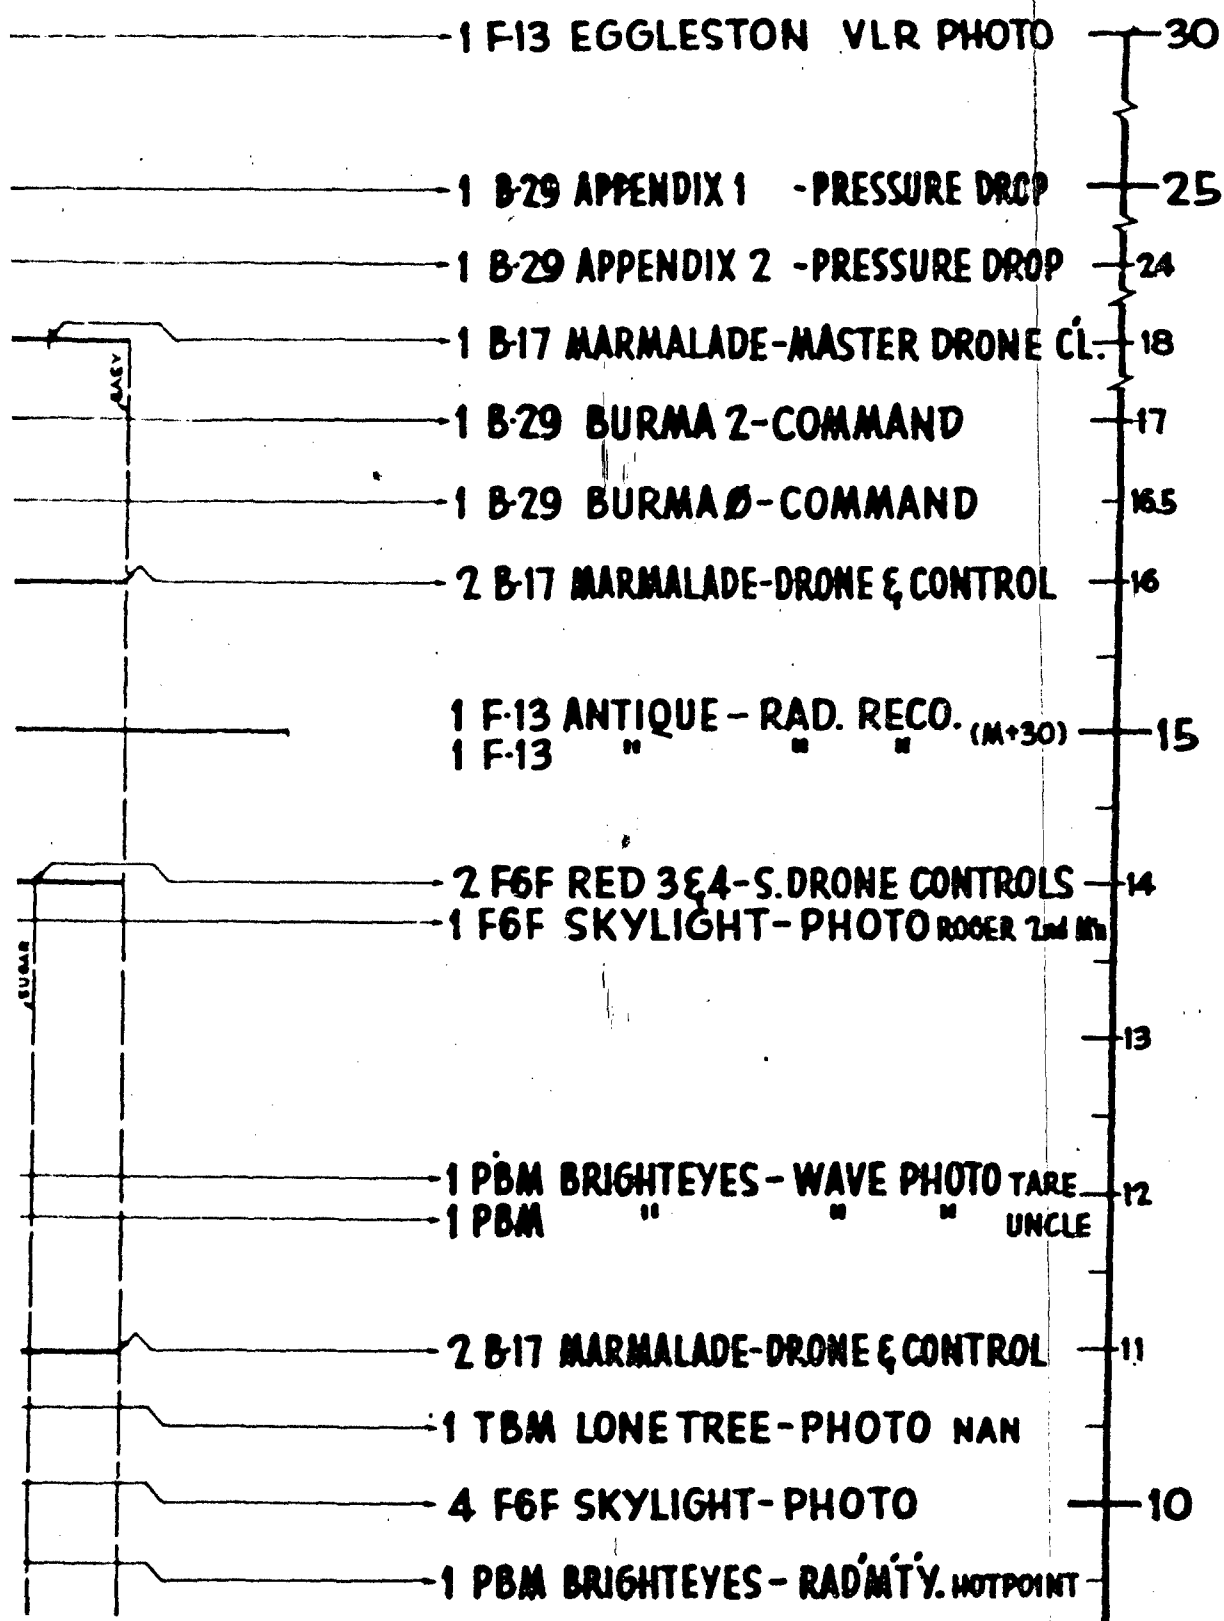 1 F-13 EGGLESTON VLR PHOTO 30
1 B-29 APPENDIX 1 -PRESSURE DROP 25
1 B-29 APPENDIX 2 -PRESSURE DROP 24
1 B-17 MARMALADE-MASTER DRONE C'L. 18
EASY
1 B-29 BURMA 2-COMMAND 17
1 B-29 BURMA Ø-COMMAND 16.5
2 B-17 MARMALADE-DRONE & CONTROL 16
1 F-13 ANTIQUE - RAD. RECO. (M+30) 15
1 F-13 " " "
2 F6F RED 3&4-S.DRONE CONTROLS 14
1 F6F SKYLIGHT-PHOTO ROGER 2nd M'n
SUGAR
13
1 PBM BRIGHTEYES-WAVE PHOTO TARE 12
1 PBM " " " UNCLE
2 B-17 MARMALADE-DRONE & CONTROL 11
1 TBM LONE TREE-PHOTO NAN
4 F6F SKYLIGHT-PHOTO 10
1 PBM BRIGHTEYES-RAD'M'T'Y. HOTPOINT